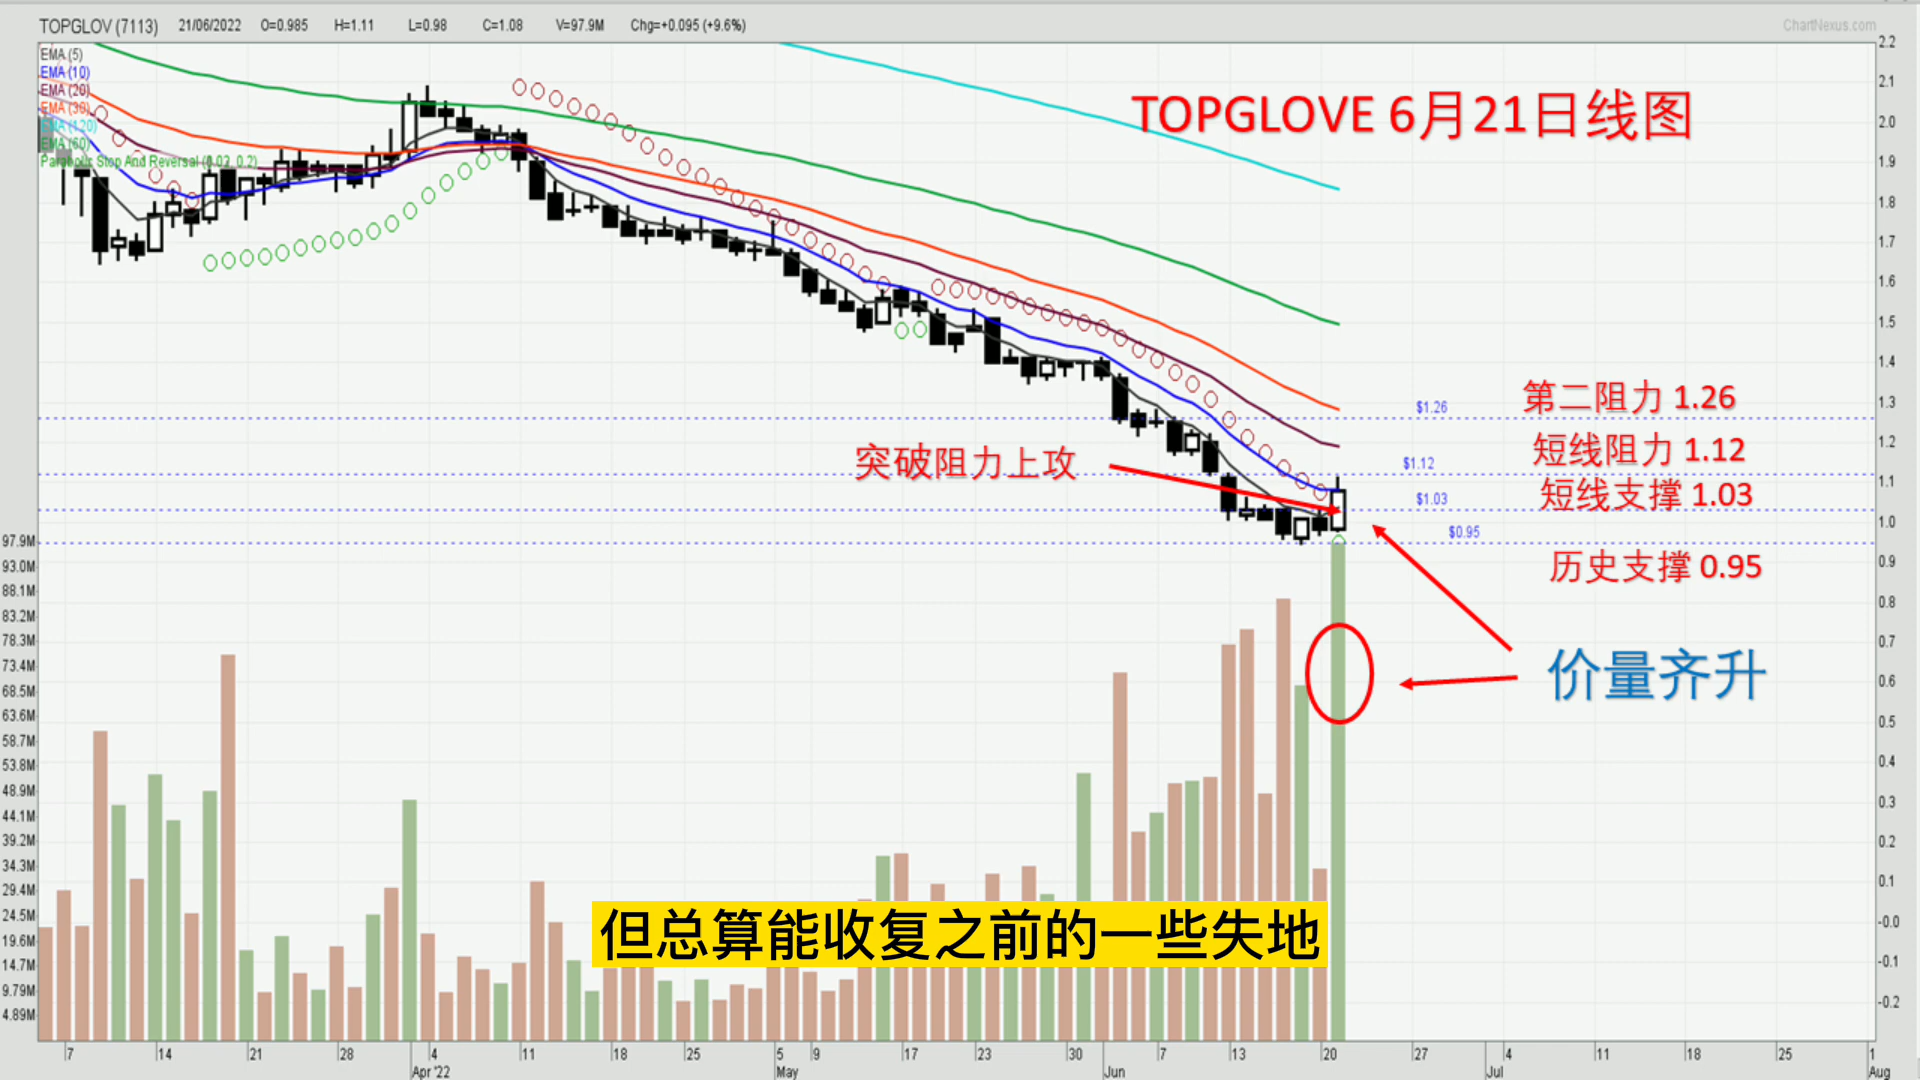 TOPGLOV (7113) 21/06/2022 O=0.985 H=1.11 L=0.98 C=1.08 V=97.9M Chg=+0.095 (+9.6%)
ChartNexus.com
EMA (5)
EMA (10)
EMA (20)
EMA (30)
EMA (120)
EMA (60)
Parabolic Stop And Reversal (0.02, 0.2)
TOPGLOVE 6月21日线图
第二阻力 1.26
短线阻力 1.12
短线支撑 1.03
历史支撑 0.95
突破阻力上攻
价量齐升
$1.26
$1.12
$1.03
$0.95
但总算能收复之前的一些失地
2.2
2.1
2.0
1.9
1.8
1.7
1.6
1.5
1.4
1.3
1.2
1.1
1.0
0.9
0.8
0.7
0.6
0.5
0.4
0.3
0.2
0.1
-0.0
-0.1
-0.2
97.9M
93.0M
88.1M
83.2M
78.3M
73.4M
68.5M
63.6M
58.7M
53.8M
48.9M
44.1M
39.2M
34.3M
29.4M
24.5M
19.6M
14.7M
9.79M
4.89M
7 14 21 28 4 11 18 25 5 9 17 23 30 7 13 20 27 4 11 18 25 1
Apr '22 May Jun Jul Aug